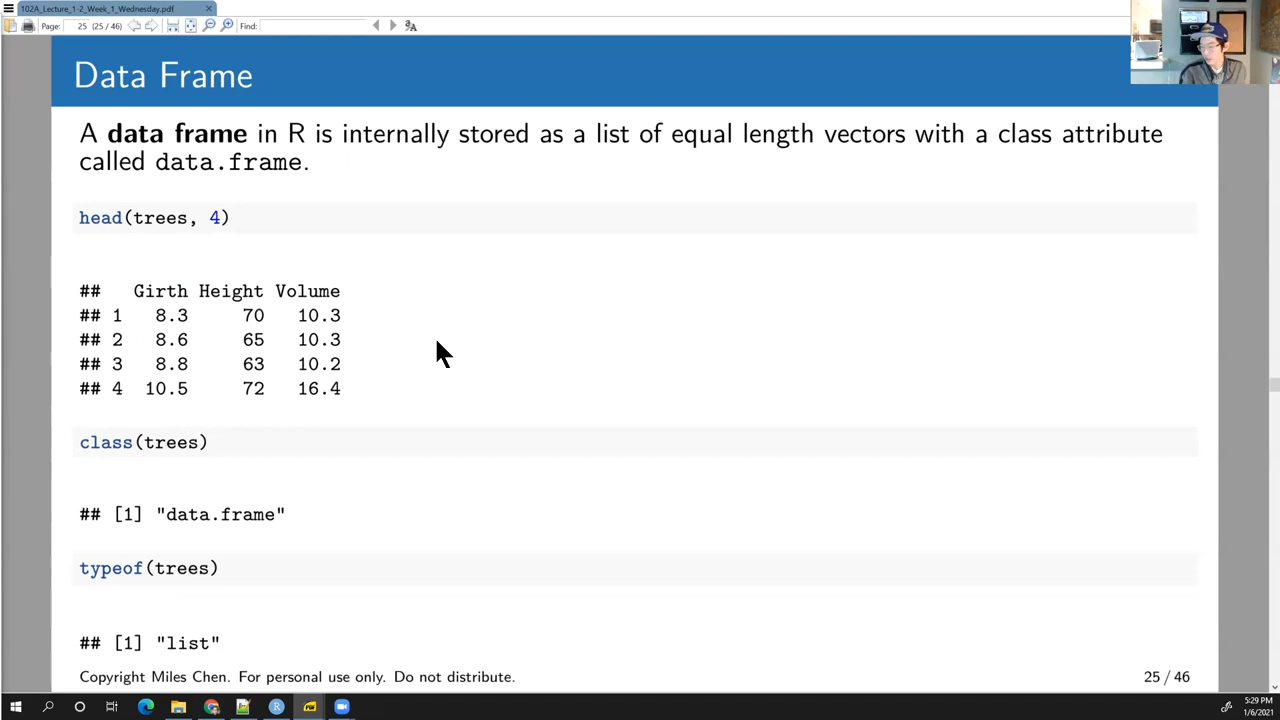 102A_Lecture_1-2_Week_1_Wednesday.pdf
Page: 25 (25 / 46) Find:
Data Frame
A data frame in R is internally stored as a list of equal length vectors with a class attribute
called data.frame.
head(trees, 4)
## Girth Height Volume
## 1 8.3 70 10.3
## 2 8.6 65 10.3
## 3 8.8 63 10.2
## 4 10.5 72 16.4
class(trees)
## [1] "data.frame"
typeof(trees)
## [1] "list"
Copyright Miles Chen. For personal use only. Do not distribute.
25 / 46
5:29 PM
1/6/2021